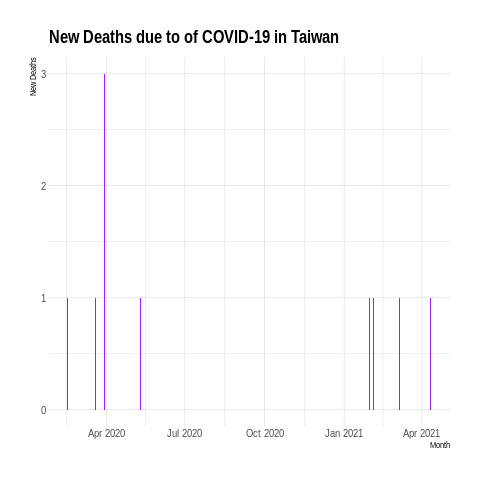 New Deaths due to of COVID-19 in Taiwan
New Deaths
3
2
1
0
Apr 2020 Jul 2020 Oct 2020 Jan 2021 Apr 2021
Month